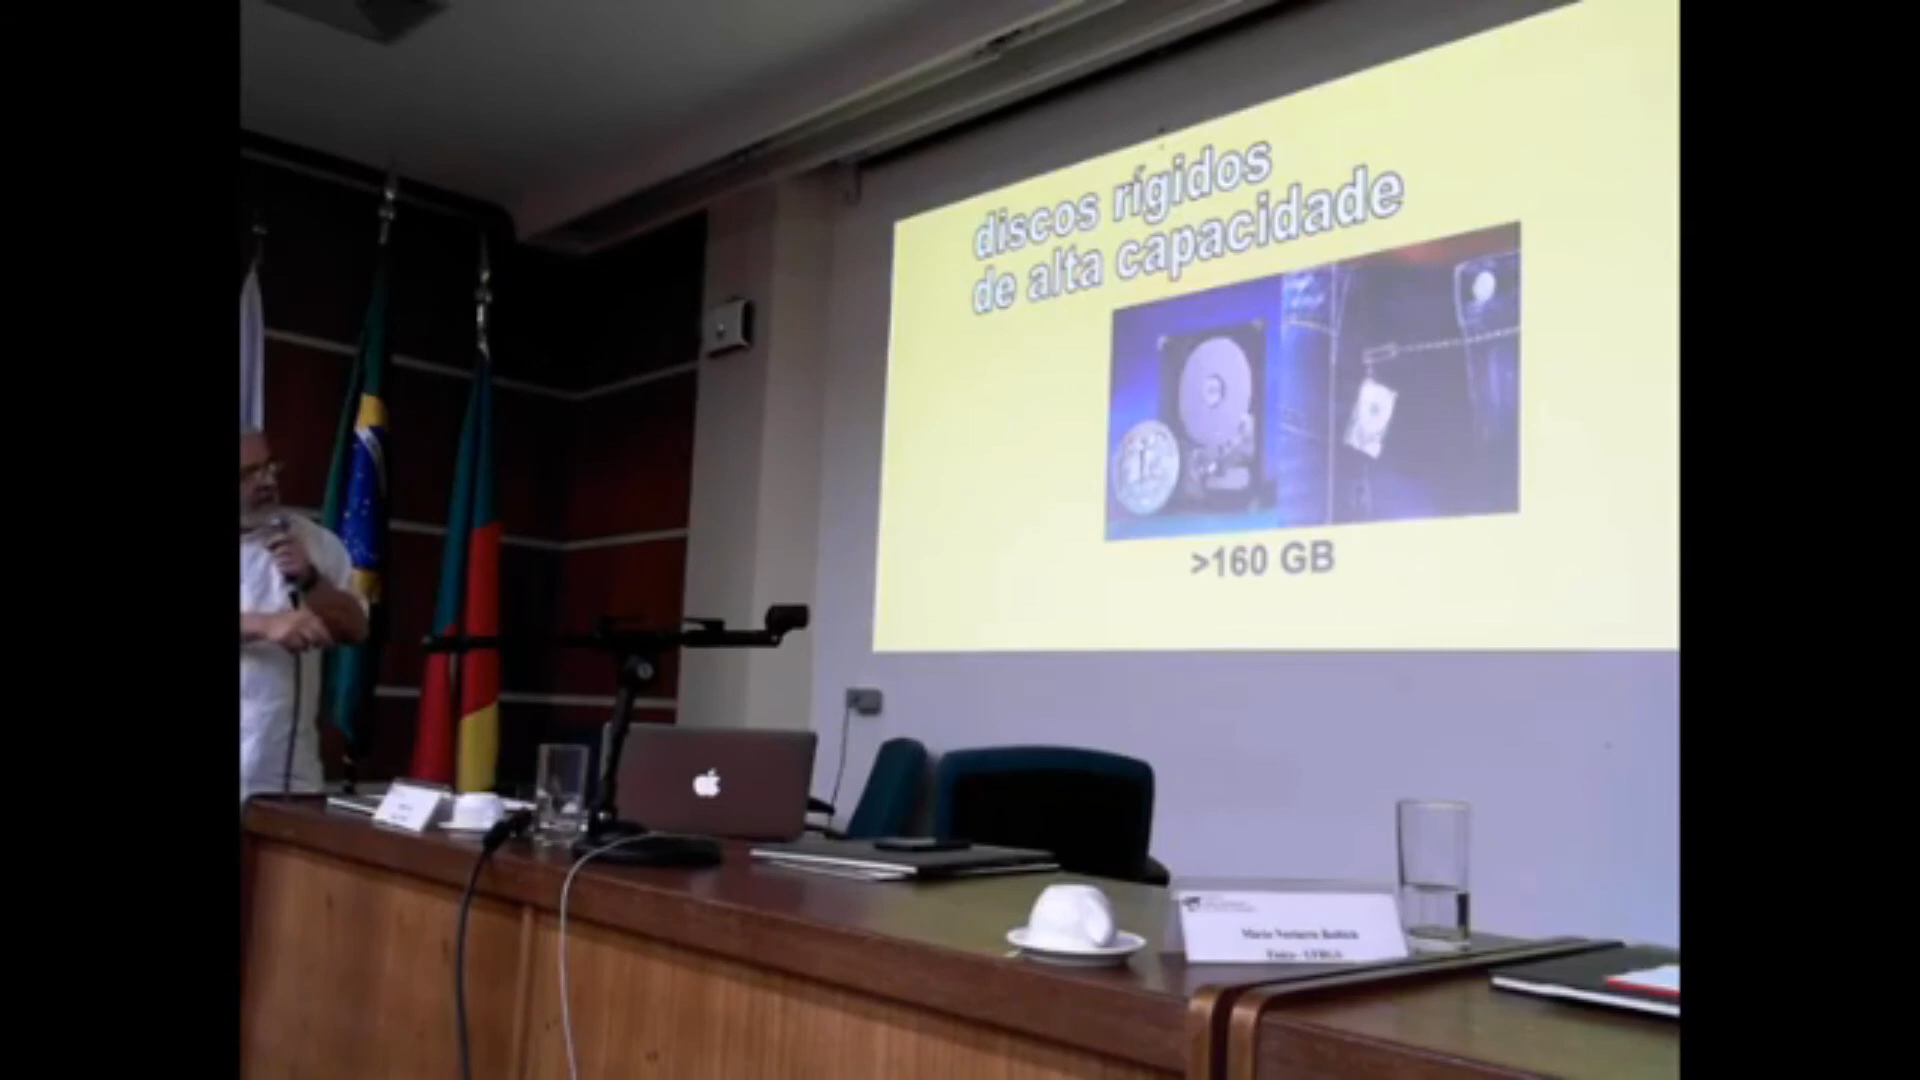 discos rígidos
de alta capacidade
>160 GB